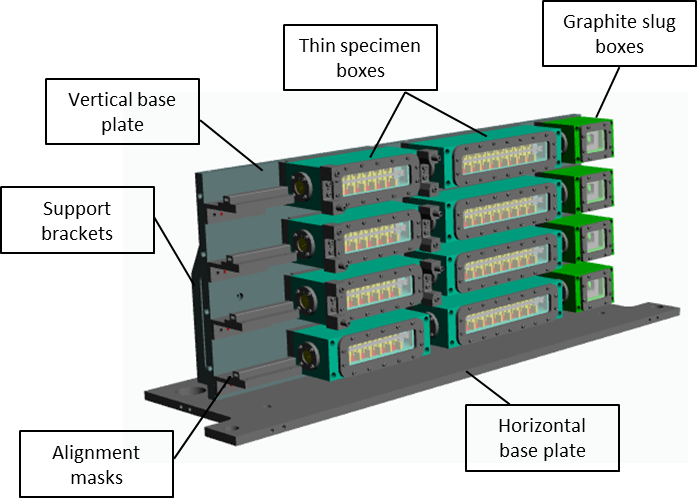 Graphite slug
boxes
Thin specimen
boxes
Vertical base
plate
Support
brackets
Horizontal
base plate
Alignment
masks